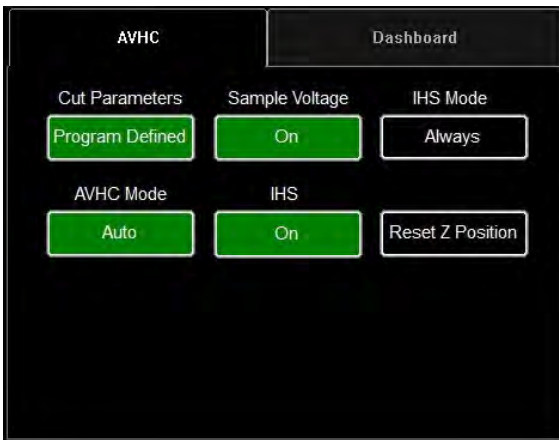 AVHC Dashboard
Cut Parameters Sample Voltage IHS Mode
Program Defined On Always
AVHC Mode IHS
Auto On Reset Z Position